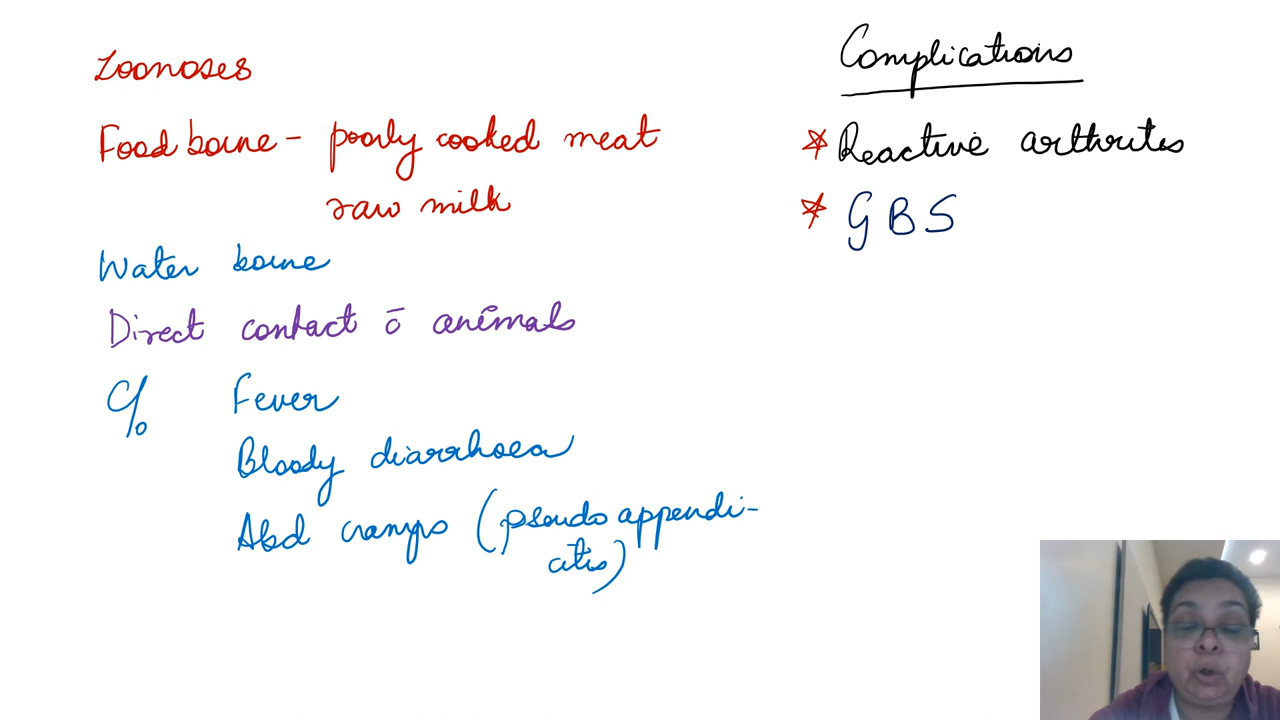 Zoonoses
Food borne - poorly cooked meat
raw milk
Water borne
Direct contact c̄ animals
C/o Fever
Bloody diarrhoea
Abd cramps (pseudo appendi-
citis)
Complications
* Reactive arthritis
* GBS